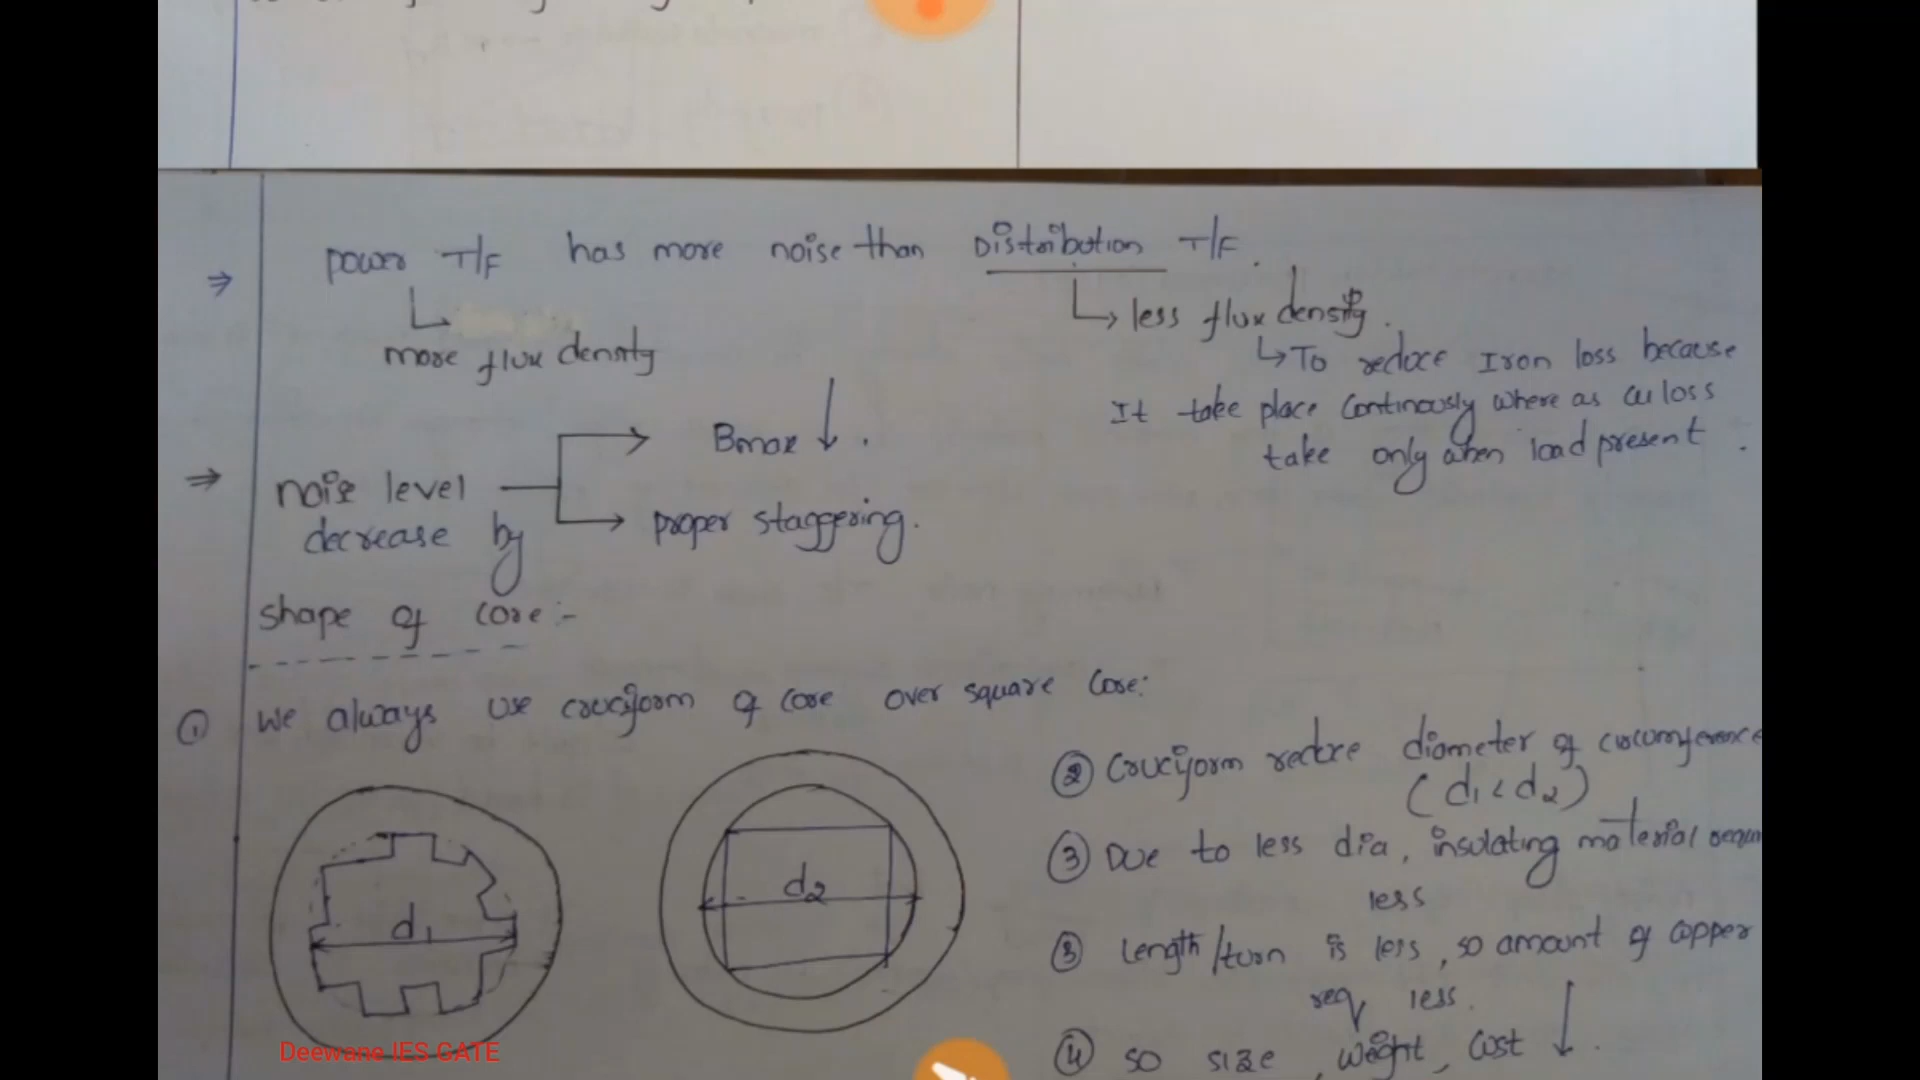 ⇒ power T/F has more noise than Distribution T/F.
↳ more flux density
↳ less flux density.
↳ To reduce Iron loss because
It take place continously where as cu loss
take only when load present.
⇒ noise level
decrease by
→ Bmax ↓.
→ proper staggering.
shape of core :-
① We always use cruciform of core over square core:
d1
d2
② Cruciform reduce diameter of circumference
(d1 < d2)
③ Due to less dia, insulating material
less
③ length/turn is less, so amount of copper
req less.
④ so size, weight, cost ↓.
Deewane IES GATE